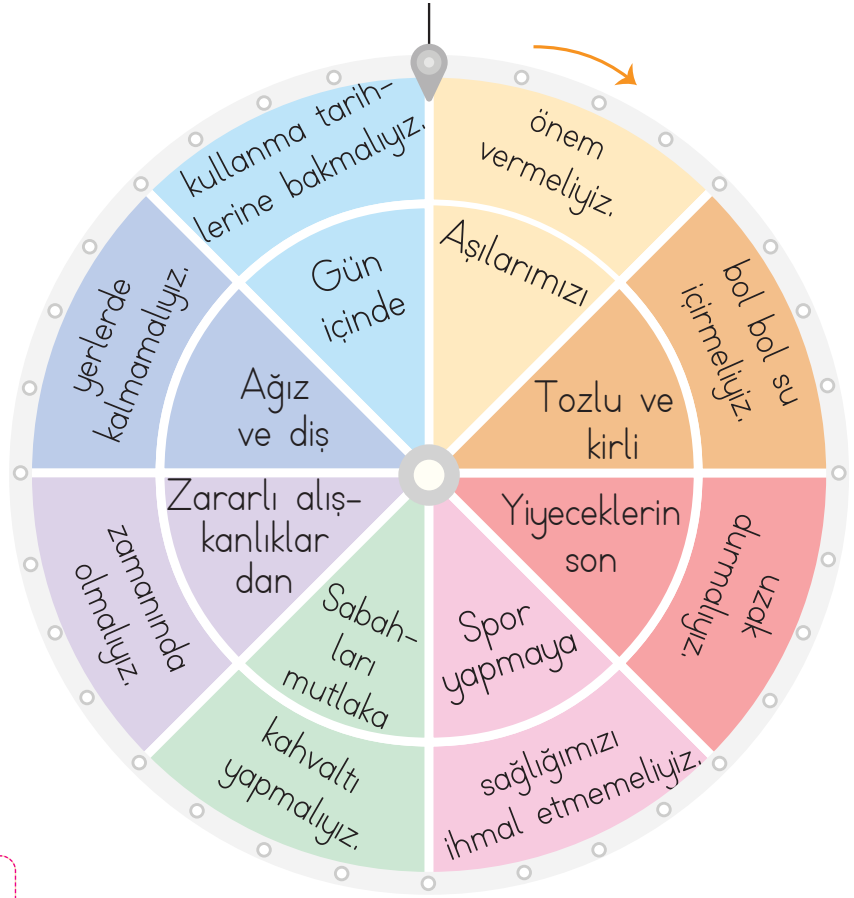 önem
vermeliyiz.
Aşılarımızı
bol bol su
içirmeliyiz.
Tozlu ve
kirli
uzak
durmalıyız.
Yiyeceklerin
son
sağlığımızı
ihmal etmemeliyiz.
Spor
yapmaya
kahvaltı
yapmalıyız.
Sabah-
ları
mutlaka
zamanında
olmalıyız.
Zararlı alış-
kanlıklar
dan
yerlerde
kalmamalıyız.
Ağız
ve diş
kullanma tarih-
lerine bakmalıyız.
Gün
içinde